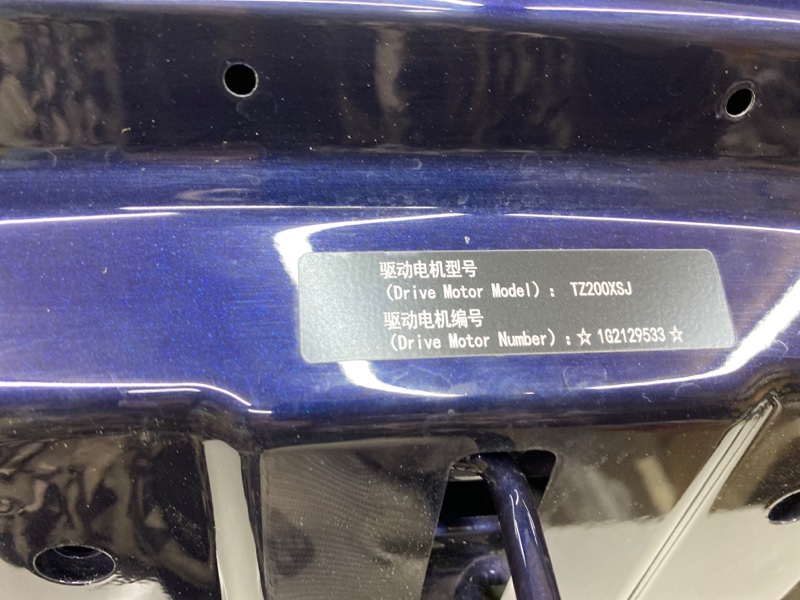 驱动电机型号
（Drive Motor Model）： TZ200XSJ
驱动电机编号
（Drive Motor Number）：☆1G2129533☆